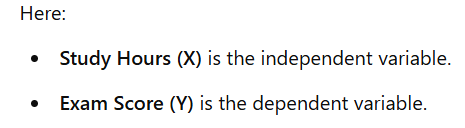 Here:
• Study Hours (X) is the independent variable.
• Exam Score (Y) is the dependent variable.